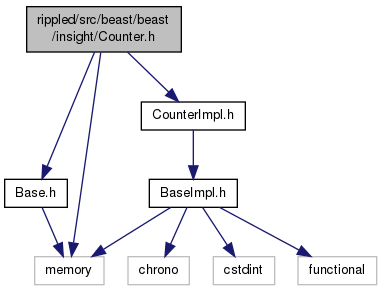 rippled/src/beast/beast
/insight/Counter.h
CounterImpl.h
Base.h
BaseImpl.h
memory
chrono
cstdint
functional